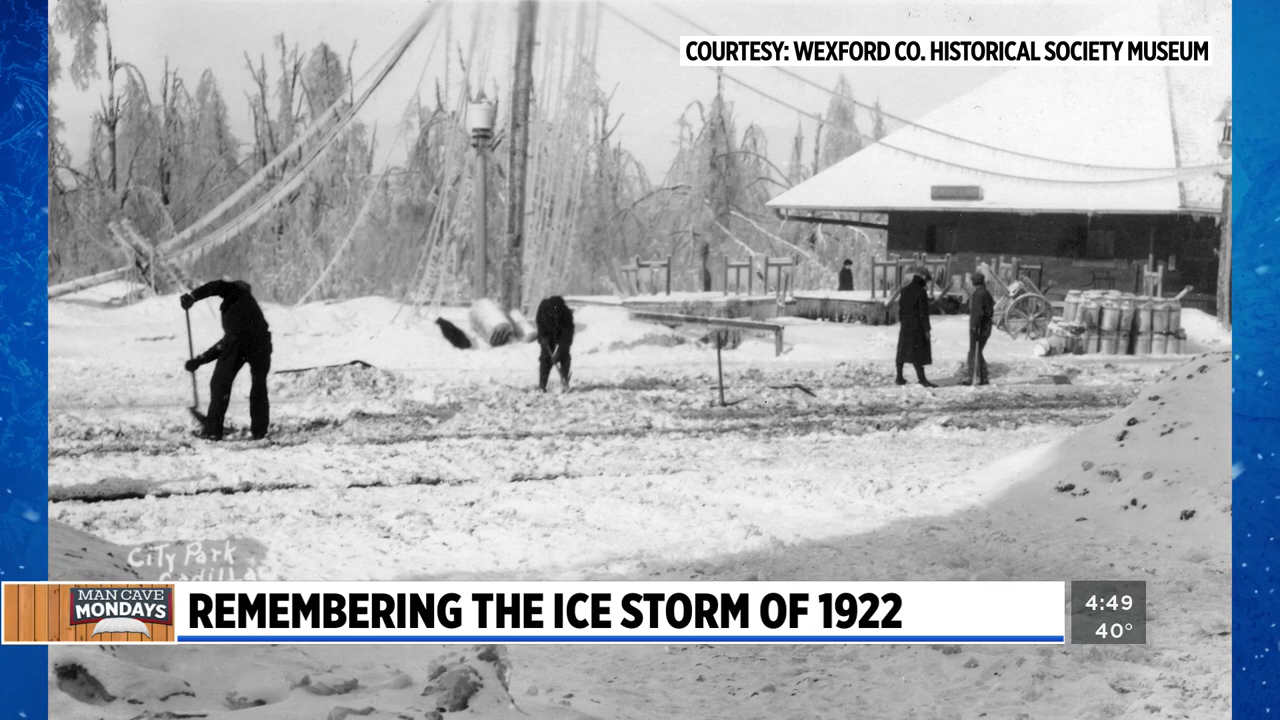 COURTESY: WEXFORD CO. HISTORICAL SOCIETY MUSEUM
City Park
MAN CAVE
MONDAYS
REMEMBERING THE ICE STORM OF 1922
4:49
40°